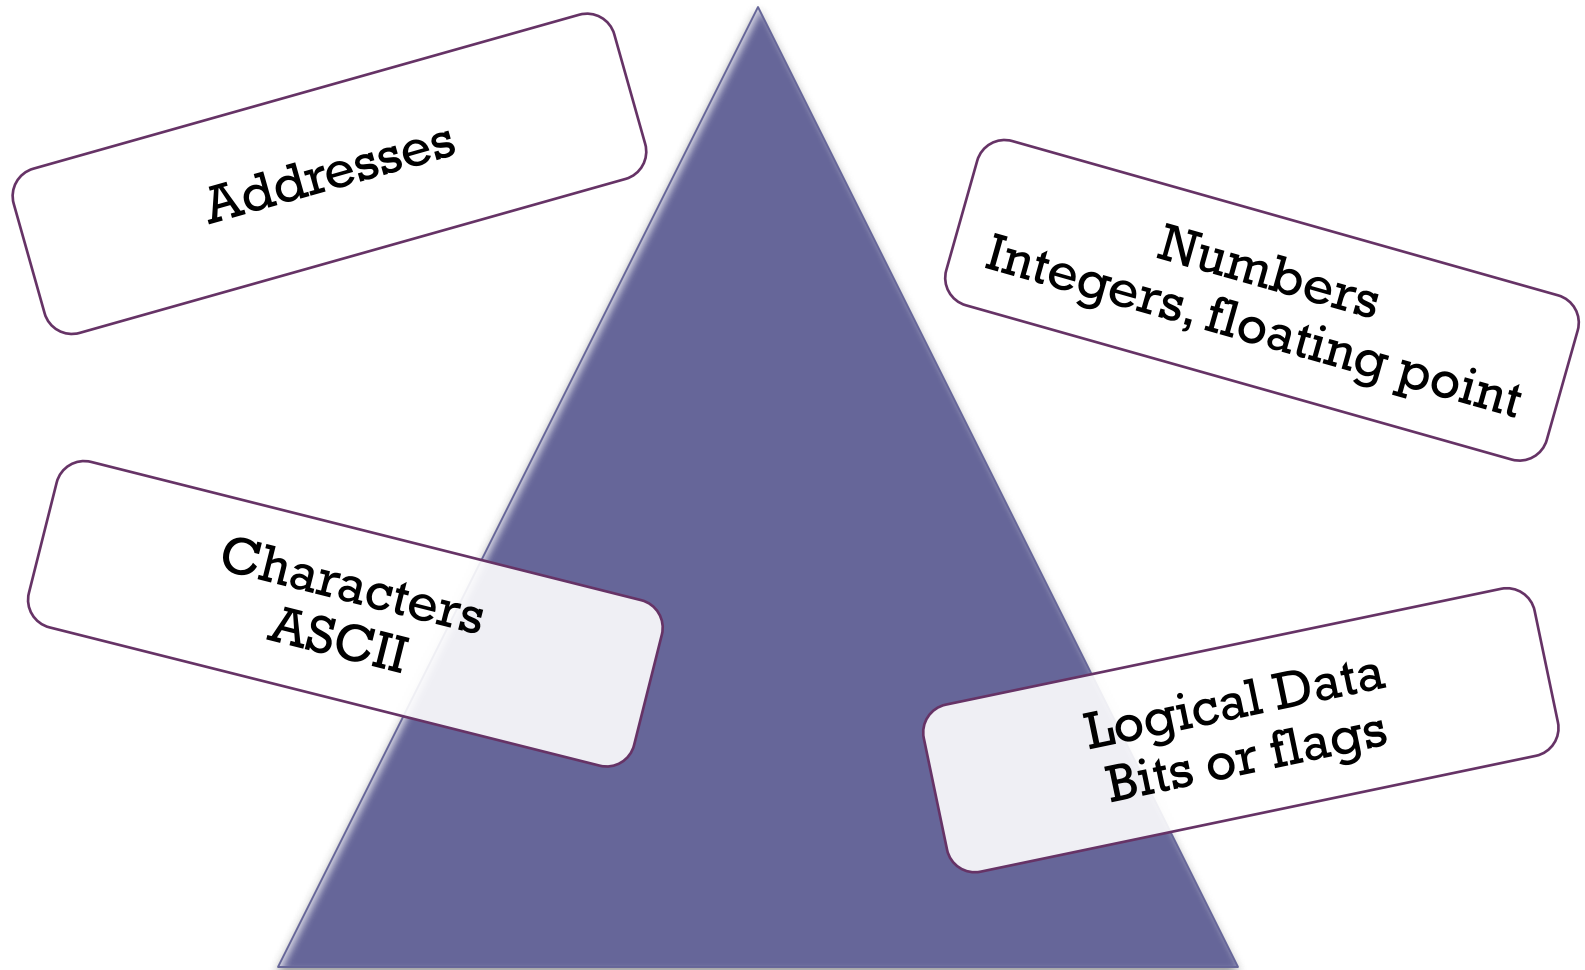 Addresses
Numbers
Integers, floating point
Characters
ASCII
Logical Data
Bits or flags